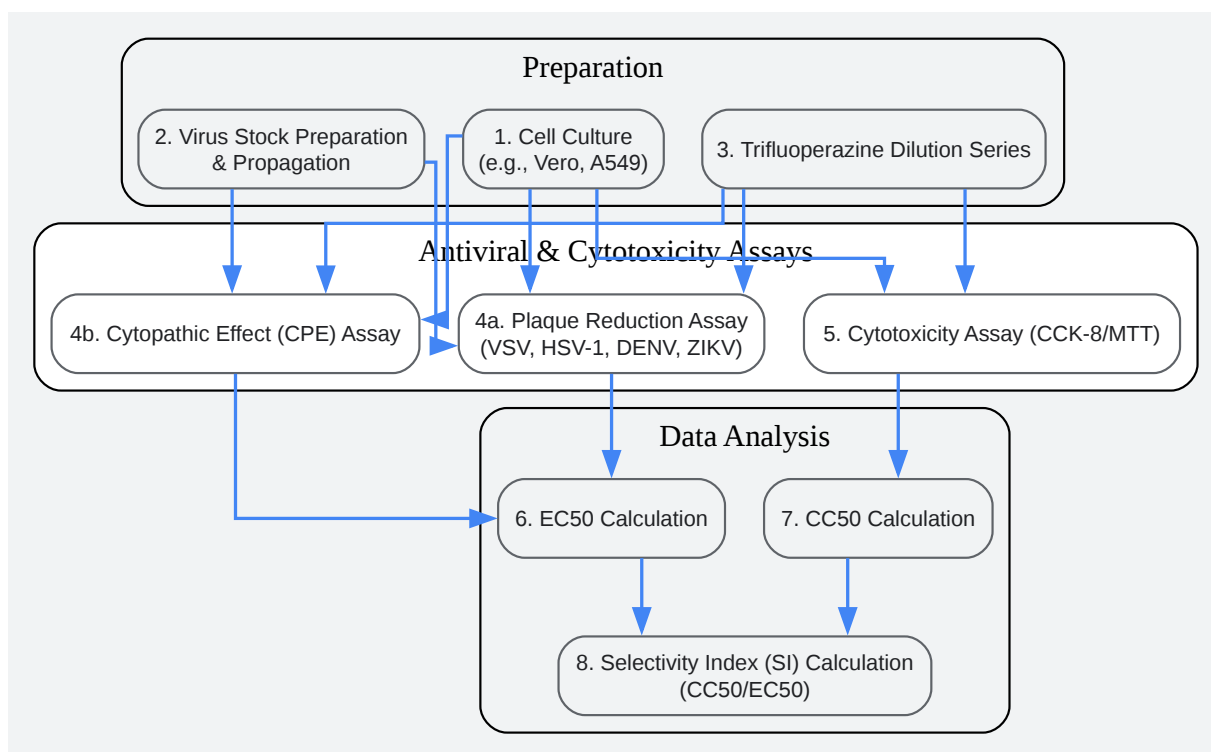 Preparation
2. Virus Stock Preparation
& Propagation
1. Cell Culture
(e.g., Vero, A549)
3. Trifluoperazine Dilution Series
Antiviral & Cytotoxicity Assays
4b. Cytopathic Effect (CPE) Assay
4a. Plaque Reduction Assay
(VSV, HSV-1, DENV, ZIKV)
5. Cytotoxicity Assay (CCK-8/MTT)
Data Analysis
6. EC50 Calculation
7. CC50 Calculation
8. Selectivity Index (SI) Calculation
(CC50/EC50)